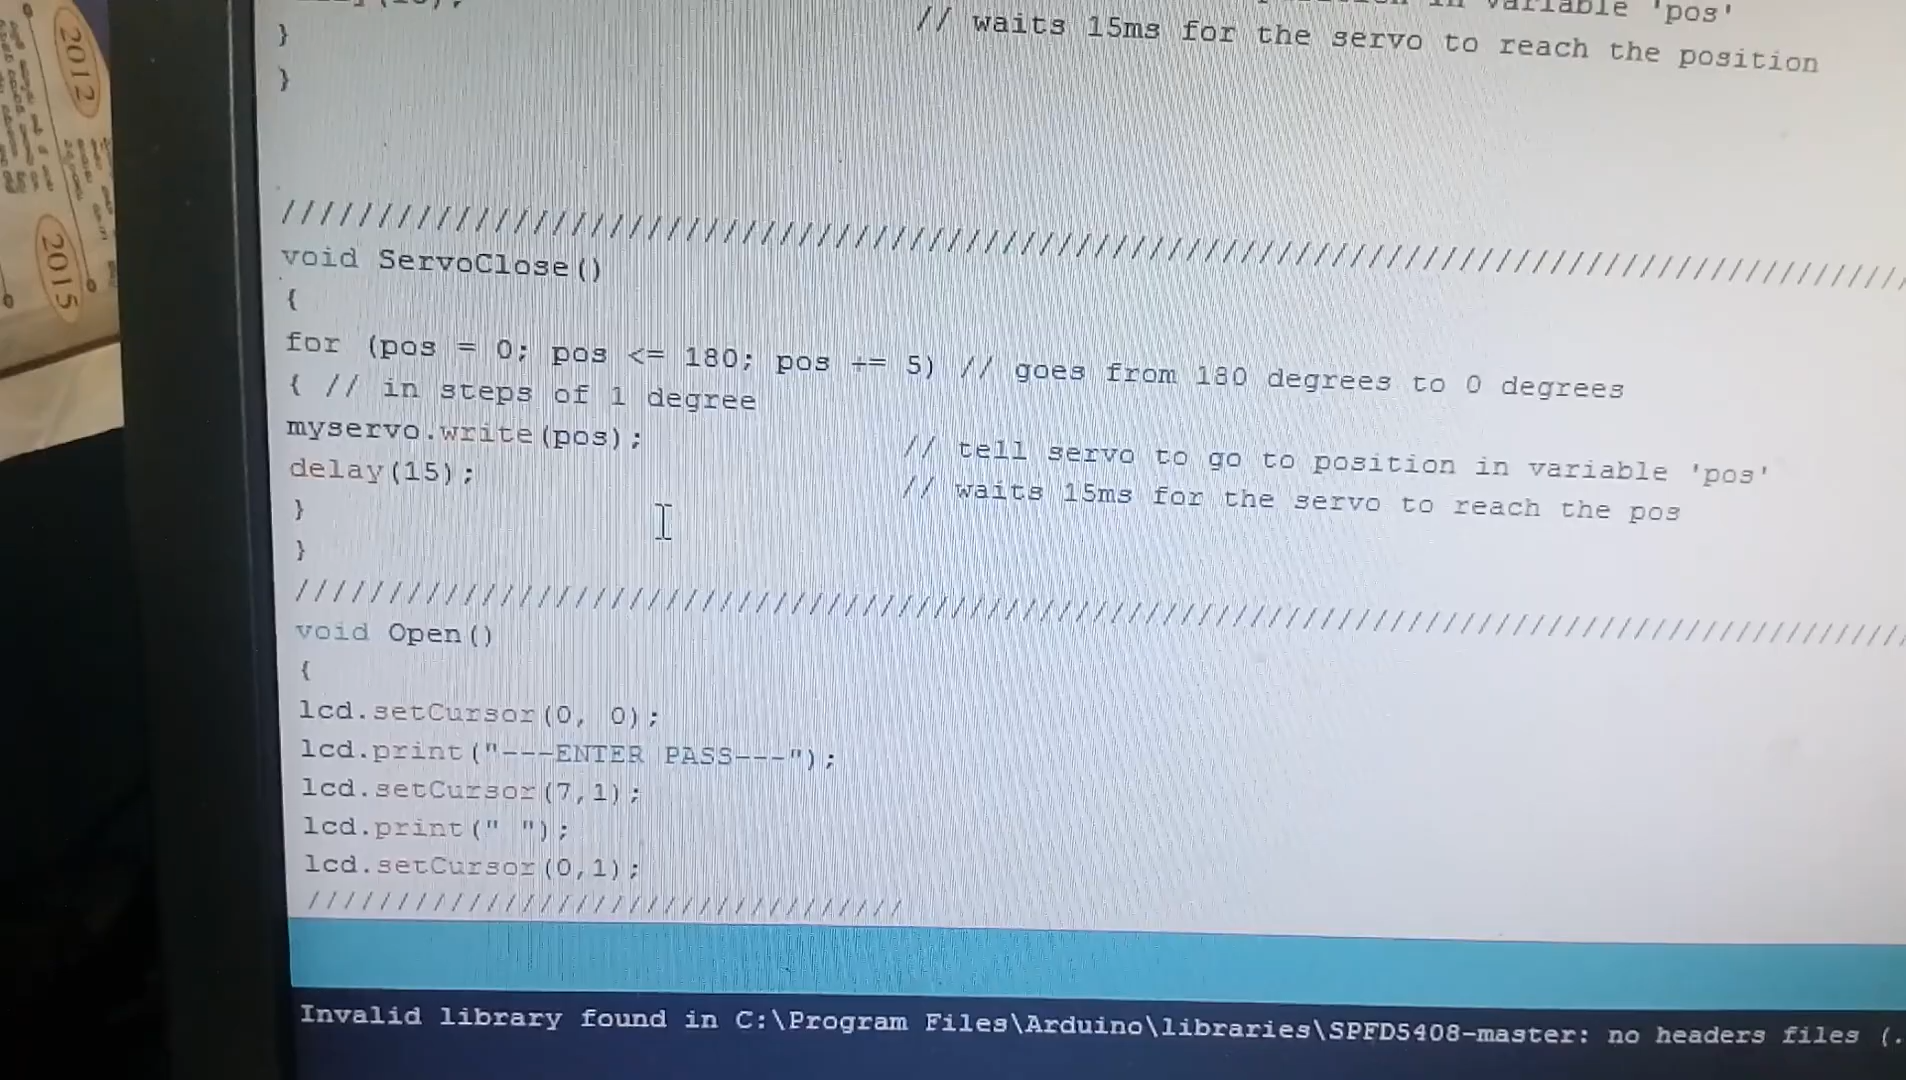 2012
2015
variable 'pos'
} // waits 15ms for the servo to reach the position
}
////////////////////////////////////////////////////////////////////////////////////////
void ServoClose()
{
for (pos = 0; pos <= 180; pos += 5) // goes from 180 degrees to 0 degrees
{ // in steps of 1 degree
myservo.write(pos); // tell servo to go to position in variable 'pos'
delay(15); // waits 15ms for the servo to reach the pos
}
}
////////////////////////////////////////////////////////////////////////////////////////
void Open()
{
lcd.setCursor(0, 0);
lcd.print("---ENTER PASS---");
lcd.setCursor(7,1);
lcd.print(" ");
lcd.setCursor(0,1);
/////////////////////////////////
Invalid library found in C:\Program Files\Arduino\libraries\SPFD5408-master: no headers files (.